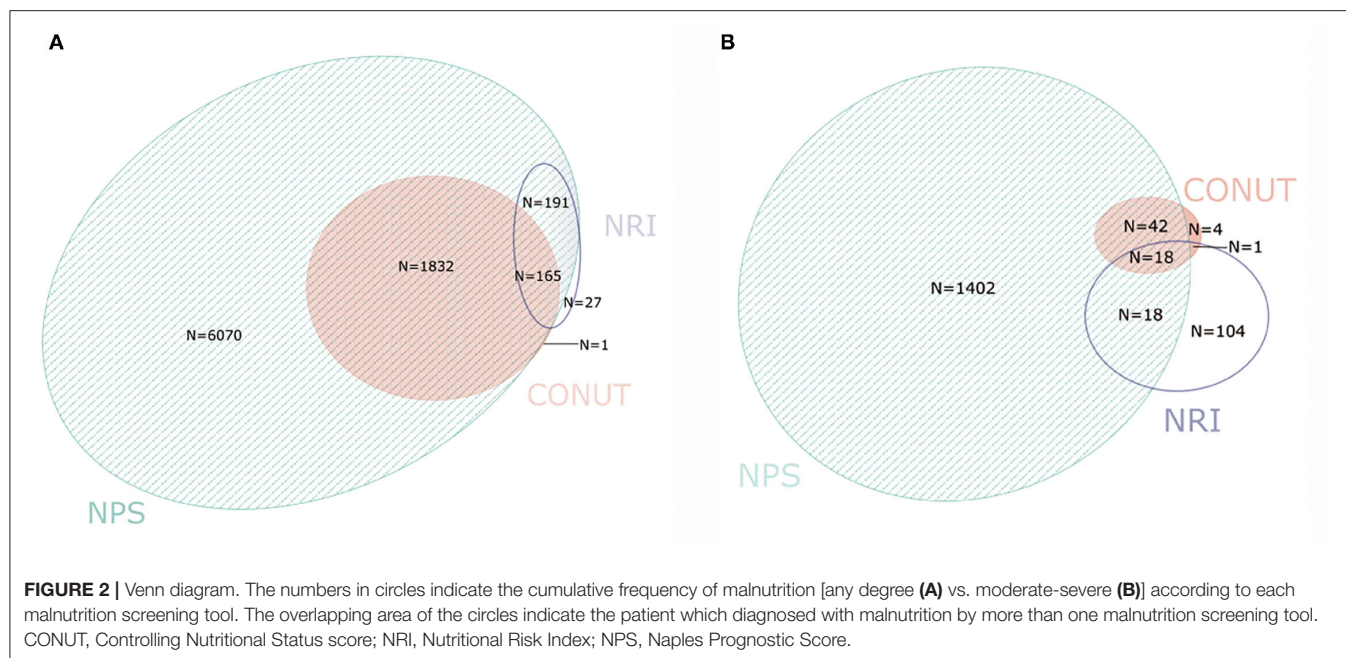 A
N=191
NRI
N=1832
N=165
N=27
N=6070
N=1
CONUT
NPS
B
CONUT
N=42
N=4
N=1
N=18
N=1402
N=18
N=104
NRI
NPS
FIGURE 2 | Venn diagram. The numbers in circles indicate the cumulative frequency of malnutrition [any degree (A) vs. moderate-severe (B)] according to each
malnutrition screening tool. The overlapping area of the circles indicate the patient which diagnosed with malnutrition by more than one malnutrition screening tool.
CONUT, Controlling Nutritional Status score; NRI, Nutritional Risk Index; NPS, Naples Prognostic Score.